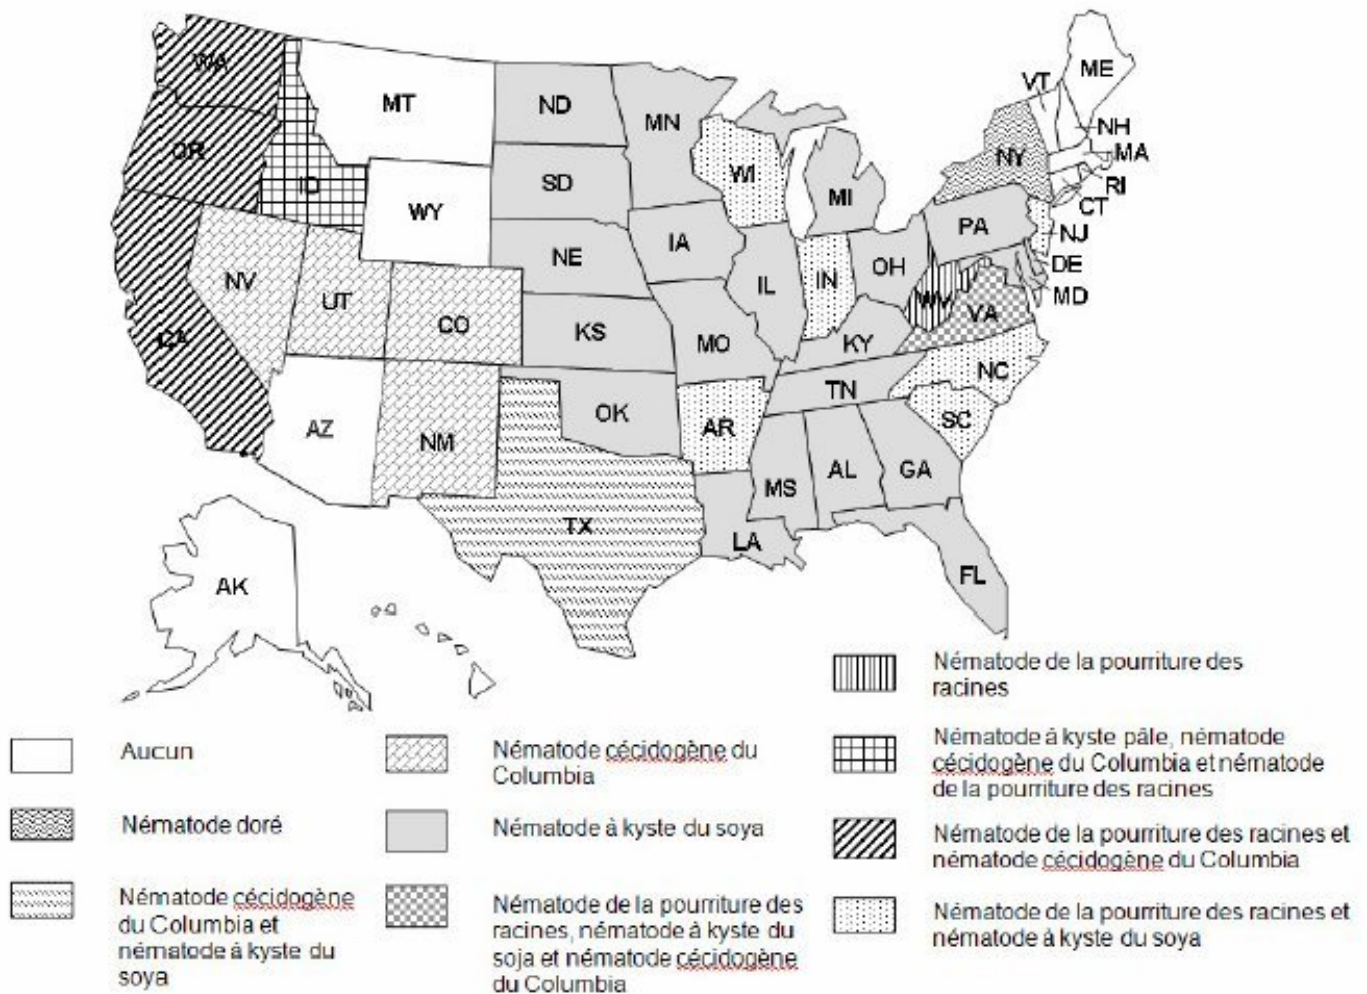 WA
MT
ND
MN
ME
VT
NH
MA
RI
CT
NY
OR
ID
WY
SD
WI
MI
PA
NJ
DE
MD
NV
UT
CO
NE
IA
IL
IN
OH
WV
VA
CA
KS
MO
KY
NC
TN
SC
AZ
NM
OK
AR
TX
MS
AL
GA
LA
FL
AK
Nématode de la pourriture des
racines
Aucun
Nématode cécidogène du
Columbia
Nématode à kyste pâle, nématode
cécidogène du Columbia et nématode
de la pourriture des racines
Nématode doré
Nématode à kyste du soya
Nématode de la pourriture des racines et
nématode cécidogène du Columbia
Nématode cécidogène
du Columbia et
nématode à kyste du
soya
Nématode de la pourriture des
racines, nématode à kyste du
soja et nématode cécidogène
du Columbia
Nématode de la pourriture des racines et
nématode à kyste du soya